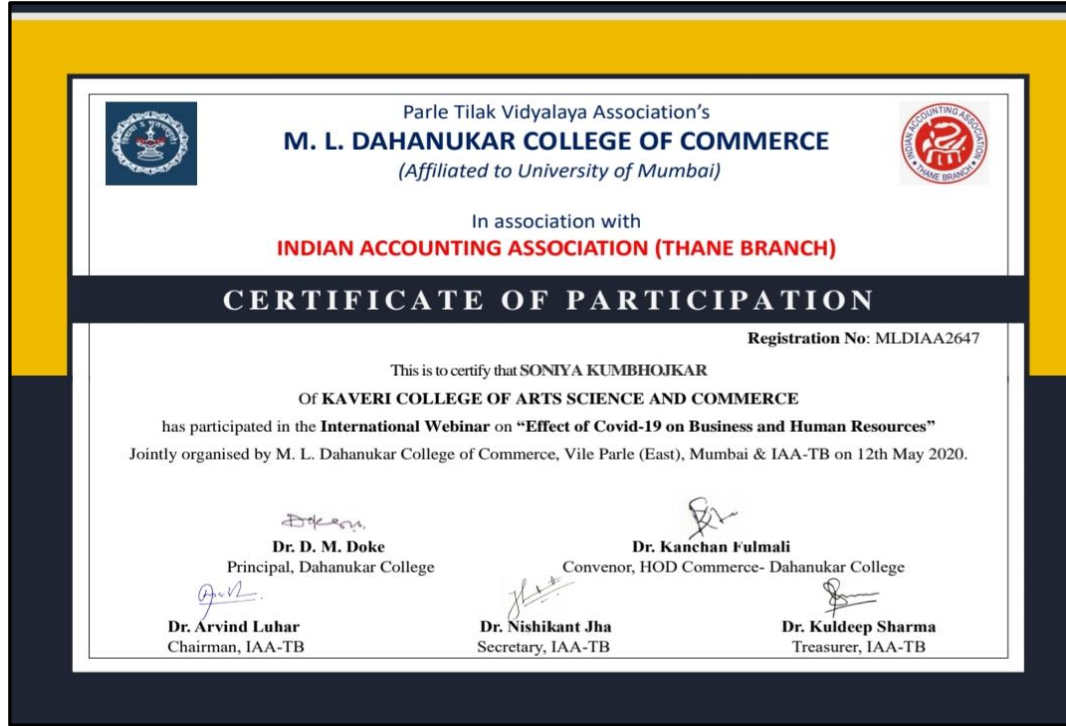 Parle Tilak Vidyalaya Association's
M. L. DAHANUKAR COLLEGE OF COMMERCE
(Affiliated to University of Mumbai)
INDIAN ACCOUNTING ASSOCIATION
★ THANE BRANCH ★
In association with
INDIAN ACCOUNTING ASSOCIATION (THANE BRANCH)
CERTIFICATE OF PARTICIPATION
Registration No: MLDIAA2647
This is to certify that SONIYA KUMBHOJKAR
Of KAVERI COLLEGE OF ARTS SCIENCE AND COMMERCE
has participated in the International Webinar on “Effect of Covid-19 on Business and Human Resources”
Jointly organised by M. L. Dahanukar College of Commerce, Vile Parle (East), Mumbai & IAA-TB on 12th May 2020.
Dr. D. M. Doke
Principal, Dahanukar College
Dr. Kanchan Fulmali
Convenor, HOD Commerce- Dahanukar College
Dr. Arvind Luhar
Chairman, IAA-TB
Dr. Nishikant Jha
Secretary, IAA-TB
Dr. Kuldeep Sharma
Treasurer, IAA-TB